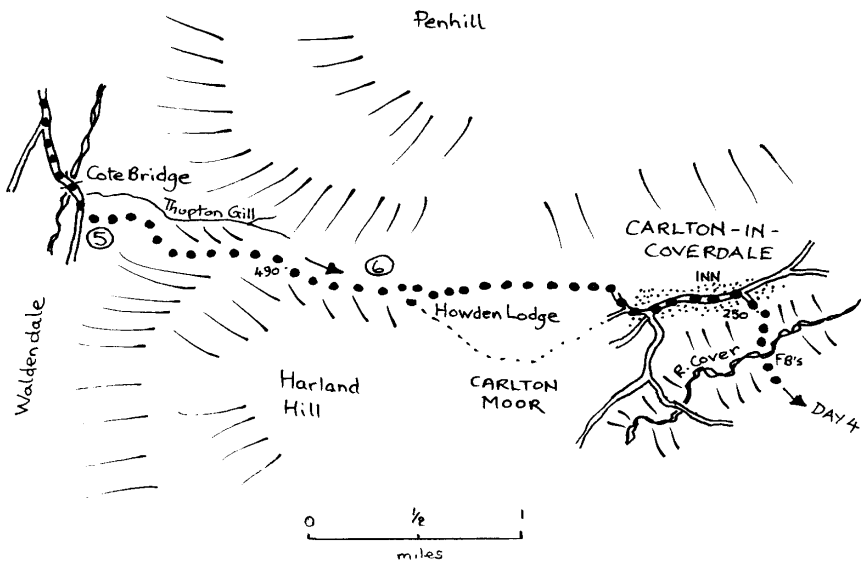 Penhill
Cote Bridge
Thupton Gill
5
6
490
CARLTON-IN-
COVERDALE
INN
250
Howden Lodge
R. Cover
FB's
Waldendale
Harland
Hill
CARLTON
MOOR
DAY 4
0 ½ 1
miles